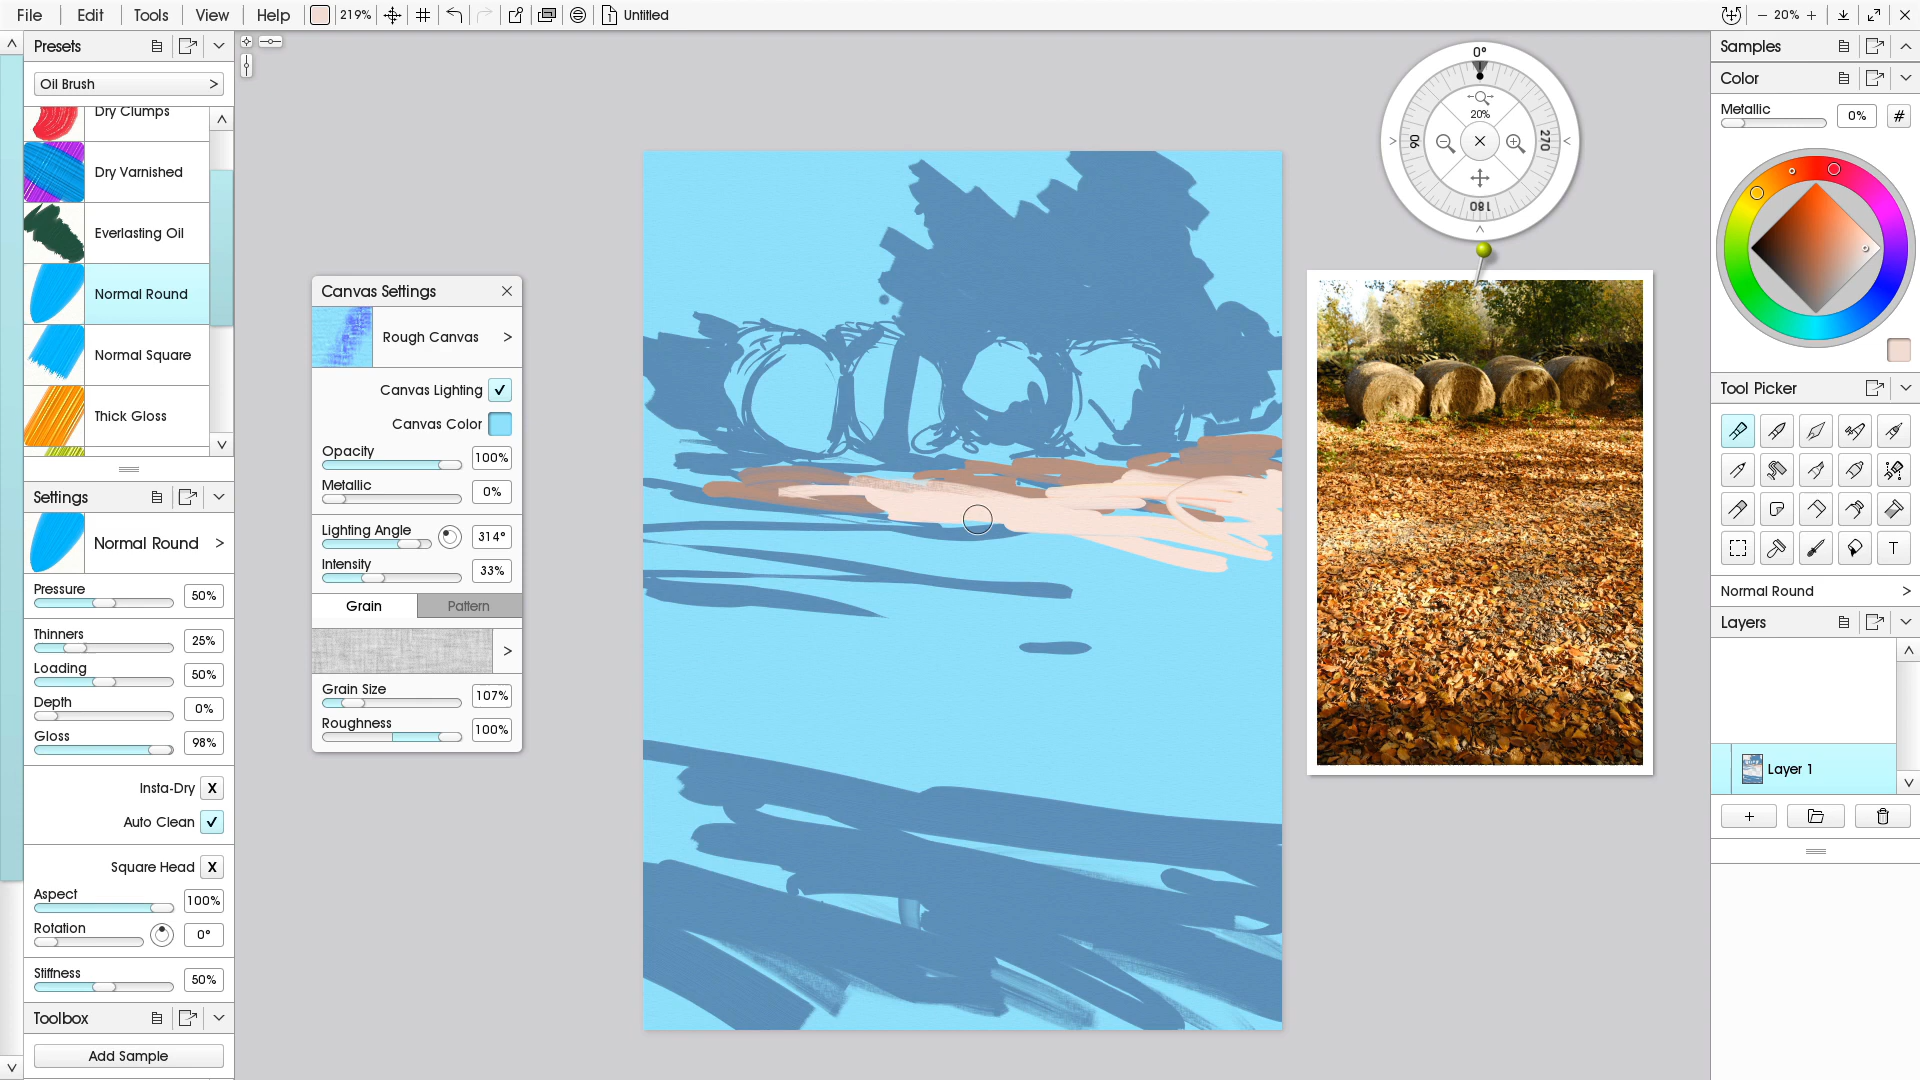 File Edit Tools View Help 219% Untitled 20%
Presets
Oil Brush >
Dry Clumps
Dry Varnished
Everlasting Oil
Normal Round
Normal Square
Thick Gloss
Settings
Normal Round >
Pressure 50%
Thinners 25%
Loading 50%
Depth 0%
Gloss 98%
Insta-Dry X
Auto Clean
Square Head X
Aspect 100%
Rotation 0°
Stiffness 50%
Toolbox
Add Sample
Canvas Settings
Rough Canvas >
Canvas Lighting
Canvas Color
Opacity 100%
Metallic 0%
Lighting Angle 314°
Intensity 33%
Grain Pattern
Grain Size 107%
Roughness 100%
0°
20%
90 270
180
Samples
Color
Metallic 0% #
Tool Picker
T
Normal Round >
Layers
Layer 1